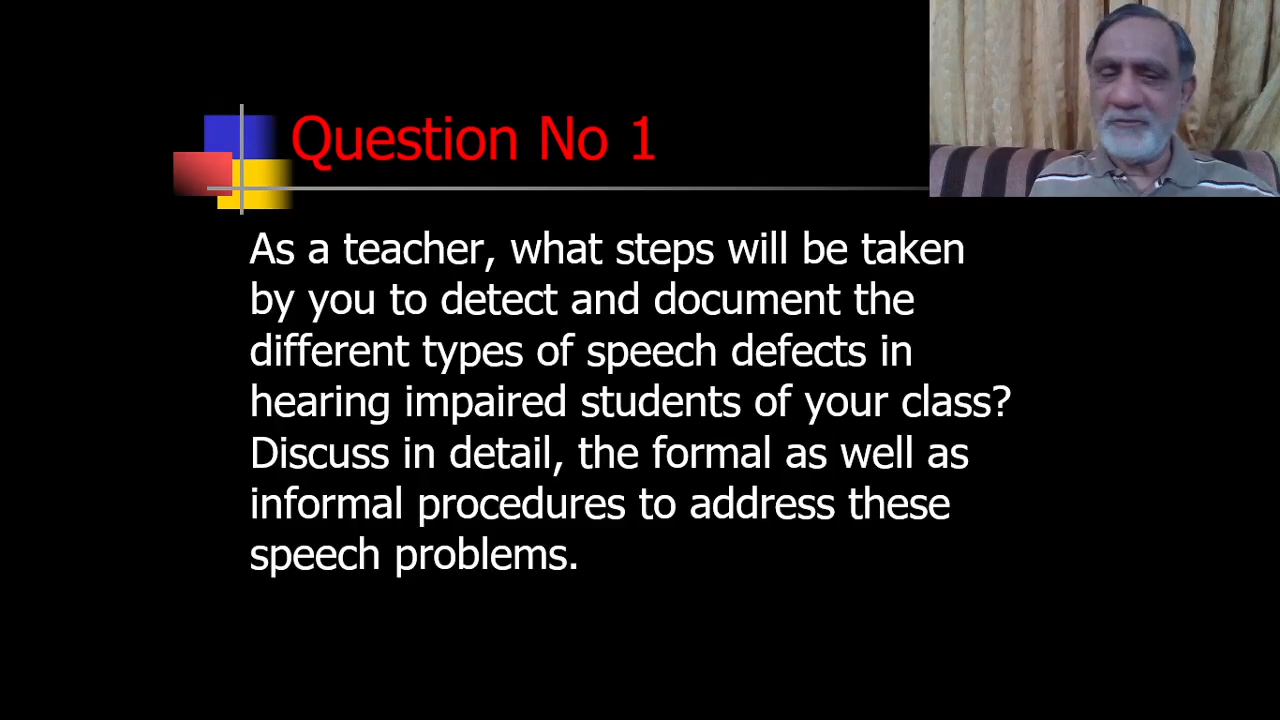 Question No 1
As a teacher, what steps will be taken
by you to detect and document the
different types of speech defects in
hearing impaired students of your class?
Discuss in detail, the formal as well as
informal procedures to address these
speech problems.